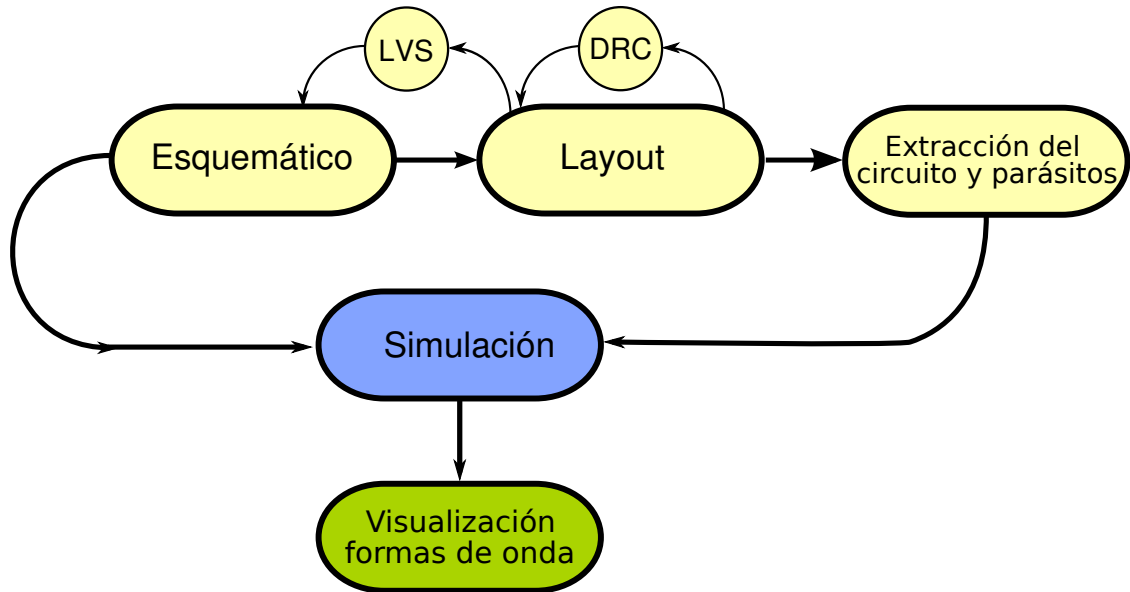 LVS
DRC
Esquemático
Layout
Extracción del
circuito y parásitos
Simulación
Visualización
formas de onda